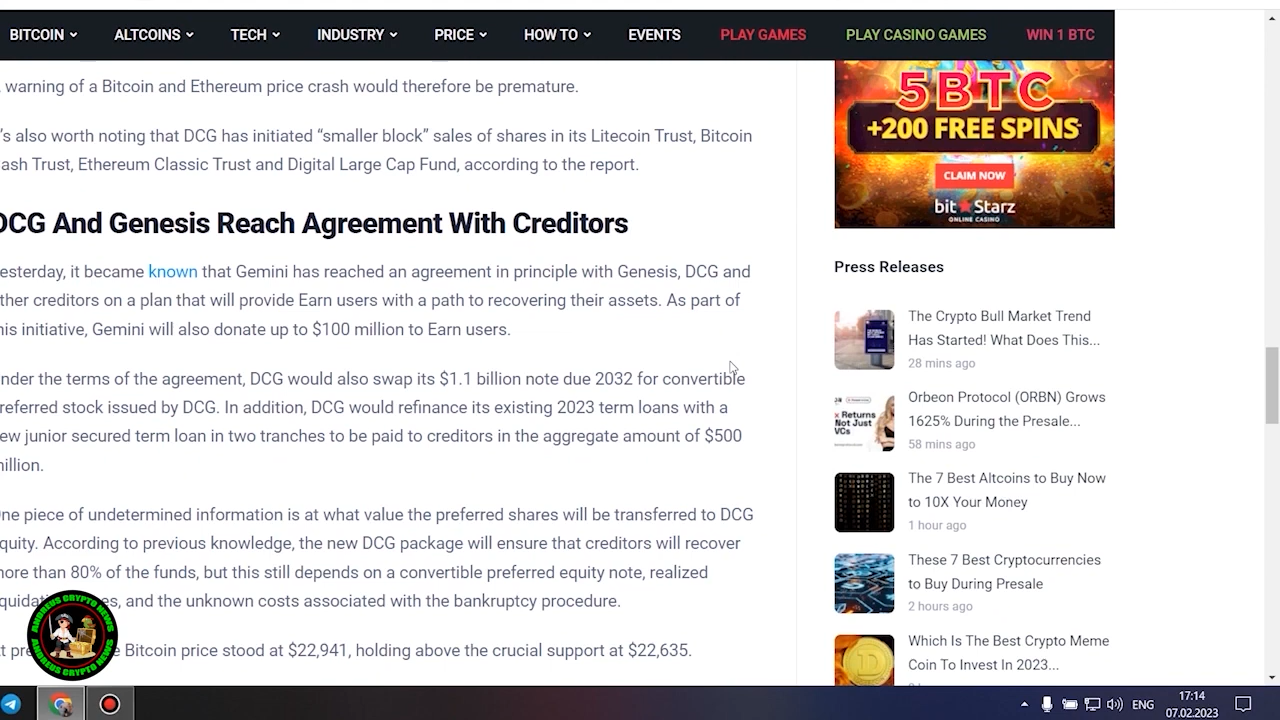 BITCOIN ALTCOINS TECH INDUSTRY PRICE HOW TO EVENTS PLAY GAMES PLAY CASINO GAMES WIN 1 BTC
warning of a Bitcoin and Ethereum price crash would therefore be premature.
's also worth noting that DCG has initiated “smaller block” sales of shares in its Litecoin Trust, Bitcoin
ash Trust, Ethereum Classic Trust and Digital Large Cap Fund, according to the report.
DCG And Genesis Reach Agreement With Creditors
esterday, it became known that Gemini has reached an agreement in principle with Genesis, DCG and
ther creditors on a plan that will provide Earn users with a path to recovering their assets. As part of
his initiative, Gemini will also donate up to $100 million to Earn users.
nder the terms of the agreement, DCG would also swap its $1.1 billion note due 2032 for convertible
referred stock issued by DCG. In addition, DCG would refinance its existing 2023 term loans with a
ew junior secured term loan in two tranches to be paid to creditors in the aggregate amount of $500
illion.
ne piece of undetermined information is at what value the preferred shares will be transferred to DCG
quity. According to previous knowledge, the new DCG package will ensure that creditors will recover
ore than 80% of the funds, but this still depends on a convertible preferred equity note, realized
es, and the unknown costs associated with the bankruptcy procedure.
Bitcoin price stood at $22,941, holding above the crucial support at $22,635.
ANDREUS CRYPTO NEWS
ANDREUS CRYPTO NEWS
5BTC
+200 FREE SPINS
CLAIM NOW
bitStarz
ONLINE CASINO
Press Releases
The Crypto Bull Market Trend
Has Started! What Does This...
28 mins ago
Returns
Not Just
VCs
Orbeon Protocol (ORBN) Grows
1625% During the Presale...
58 mins ago
The 7 Best Altcoins to Buy Now
to 10X Your Money
1 hour ago
These 7 Best Cryptocurrencies
to Buy During Presale
2 hours ago
Which Is The Best Crypto Meme
Coin To Invest In 2023...
ENG
17:14
07.02.2023